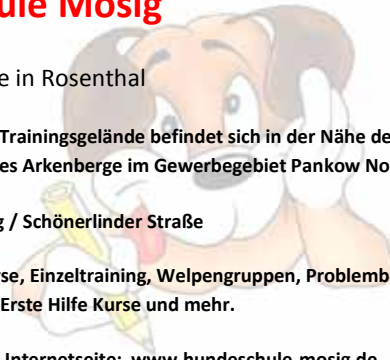 ule Mosig
e in Rosenthal
Trainingsgelände befindet sich in der Nähe de
es Arkenberge im Gewerbegebiet Pankow No
g / Schönerlinder Straße
rse, Einzeltraining, Welpengruppen, Problemb
Erste Hilfe Kurse und mehr.
Internetseite: www.hundeschule-mosig.de